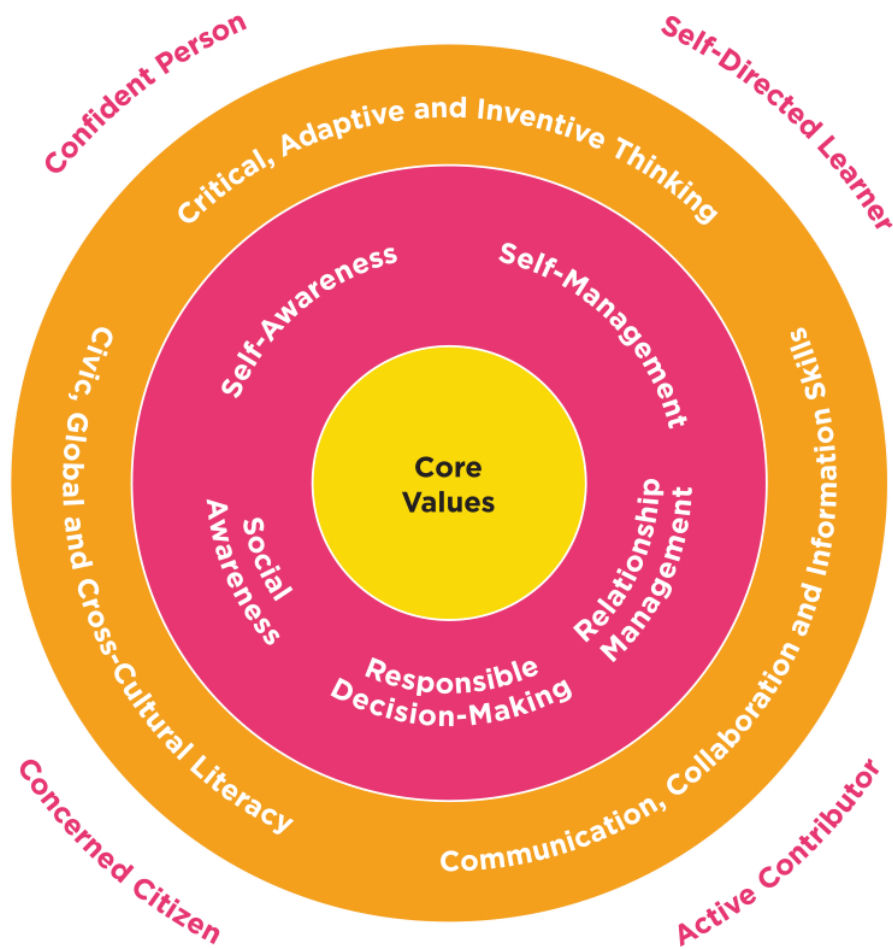 Confident Person
Self-Directed Learner
Critical, Adaptive and Inventive Thinking
Self-Awareness
Self-Management
Civic, Global and Cross-Cultural Literacy
Communication, Collaboration and Information Skills
Core
Values
Social
Awareness
Relationship
Management
Responsible
Decision-Making
Concerned Citizen
Active Contributor